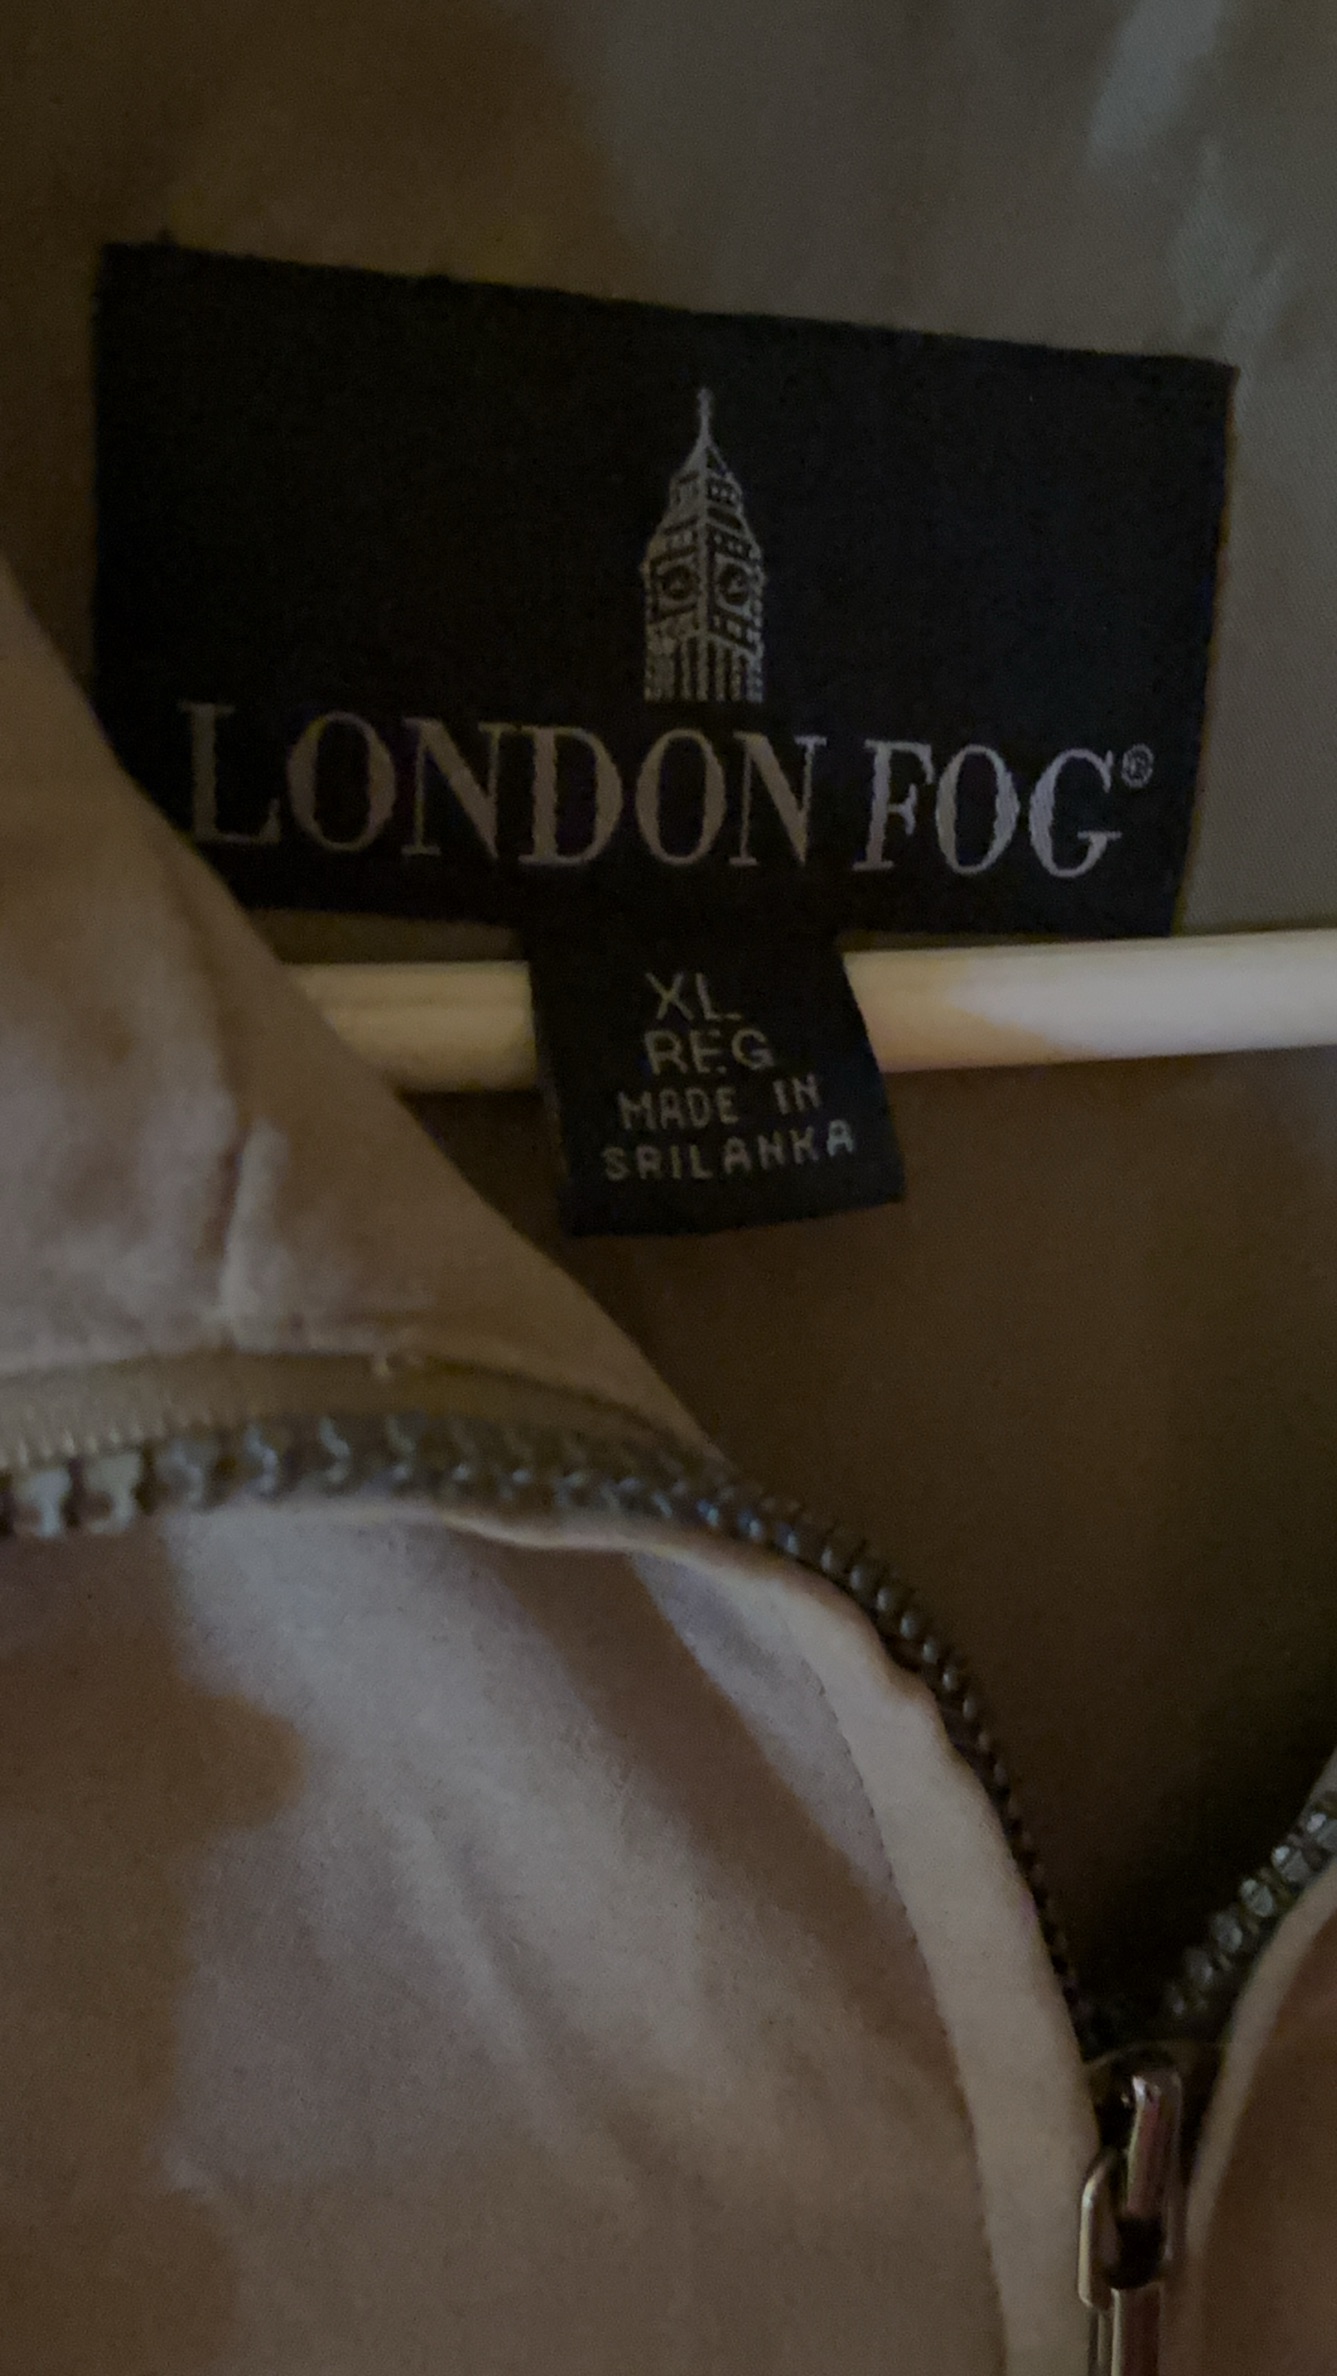 LONDON FOG®
XL
REG
MADE IN
SRILANKA